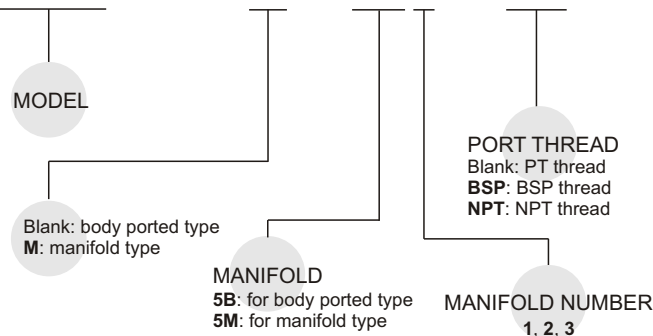 MODEL
PORT THREAD
Blank: PT thread
BSP: BSP thread
NPT: NPT thread
Blank: body ported type
M: manifold type
MANIFOLD
5B: for body ported type
5M: for manifold type
MANIFOLD NUMBER
1, 2, 3